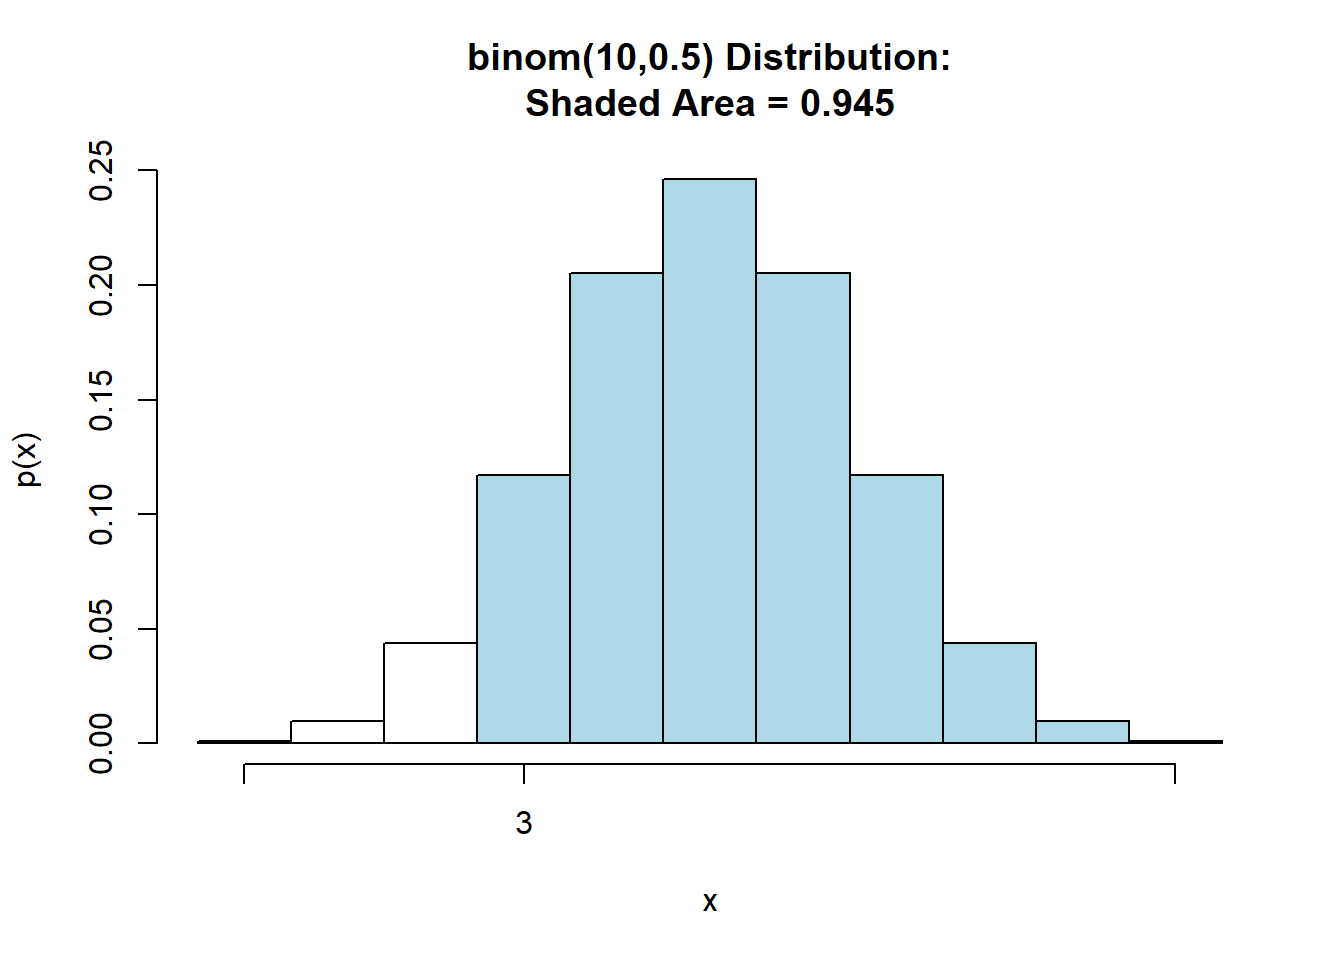 binom(10,0.5) Distribution:
Shaded Area = 0.945
0.25
0.20
0.15
0.10
0.05
0.00
p(x)
3
x